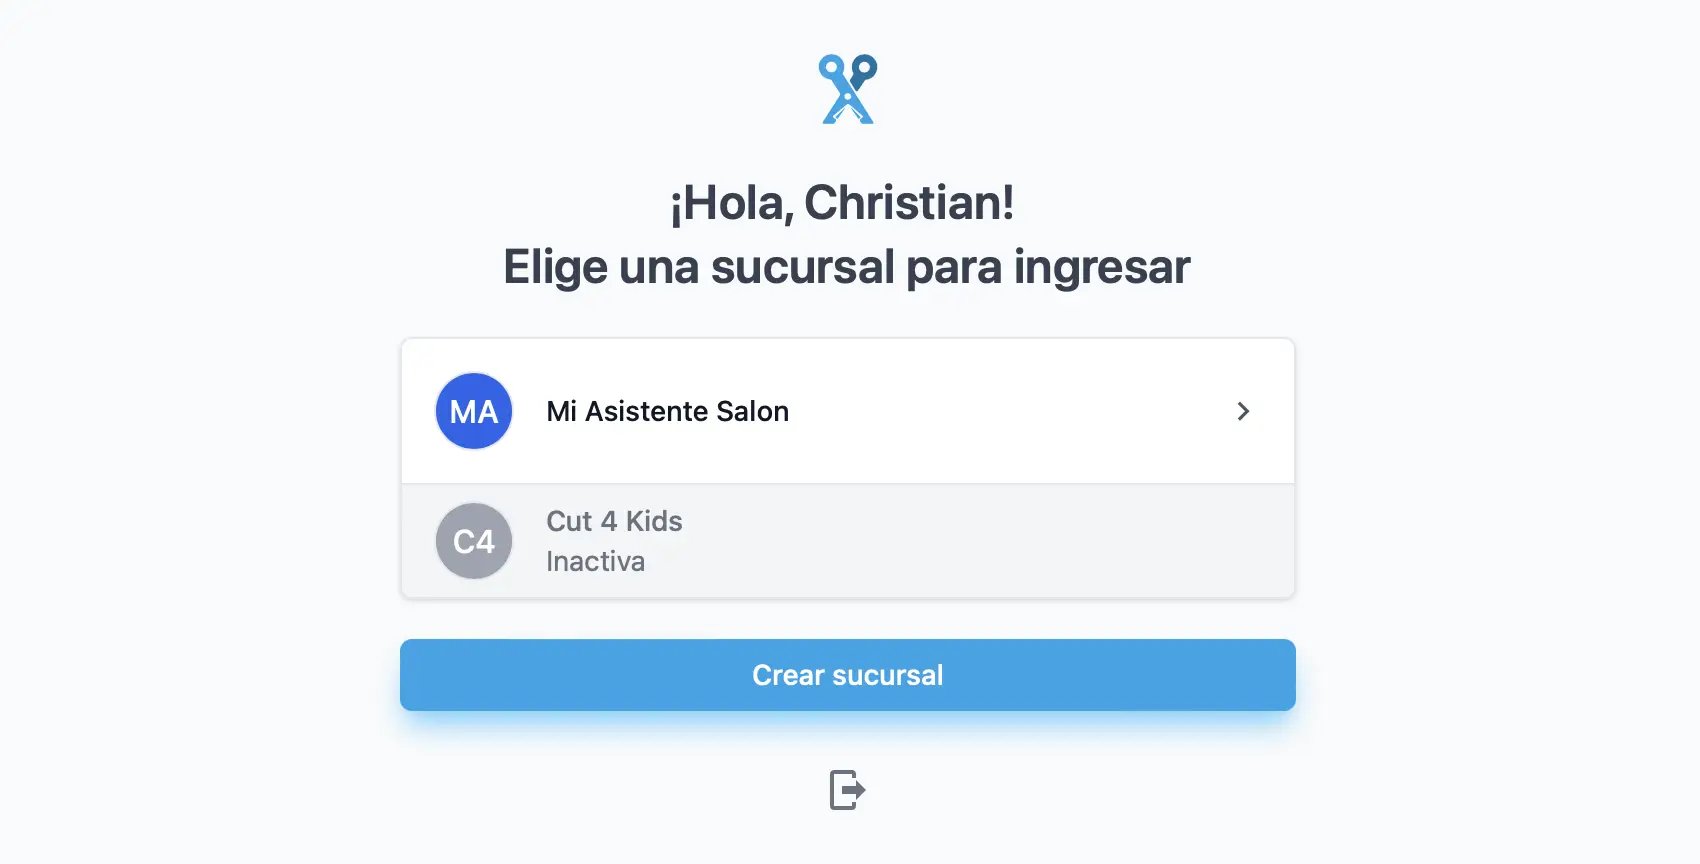 ¡Hola, Christian!
Elige una sucursal para ingresar
MA
Mi Asistente Salon
C4
Cut 4 Kids
Inactiva
Crear sucursal